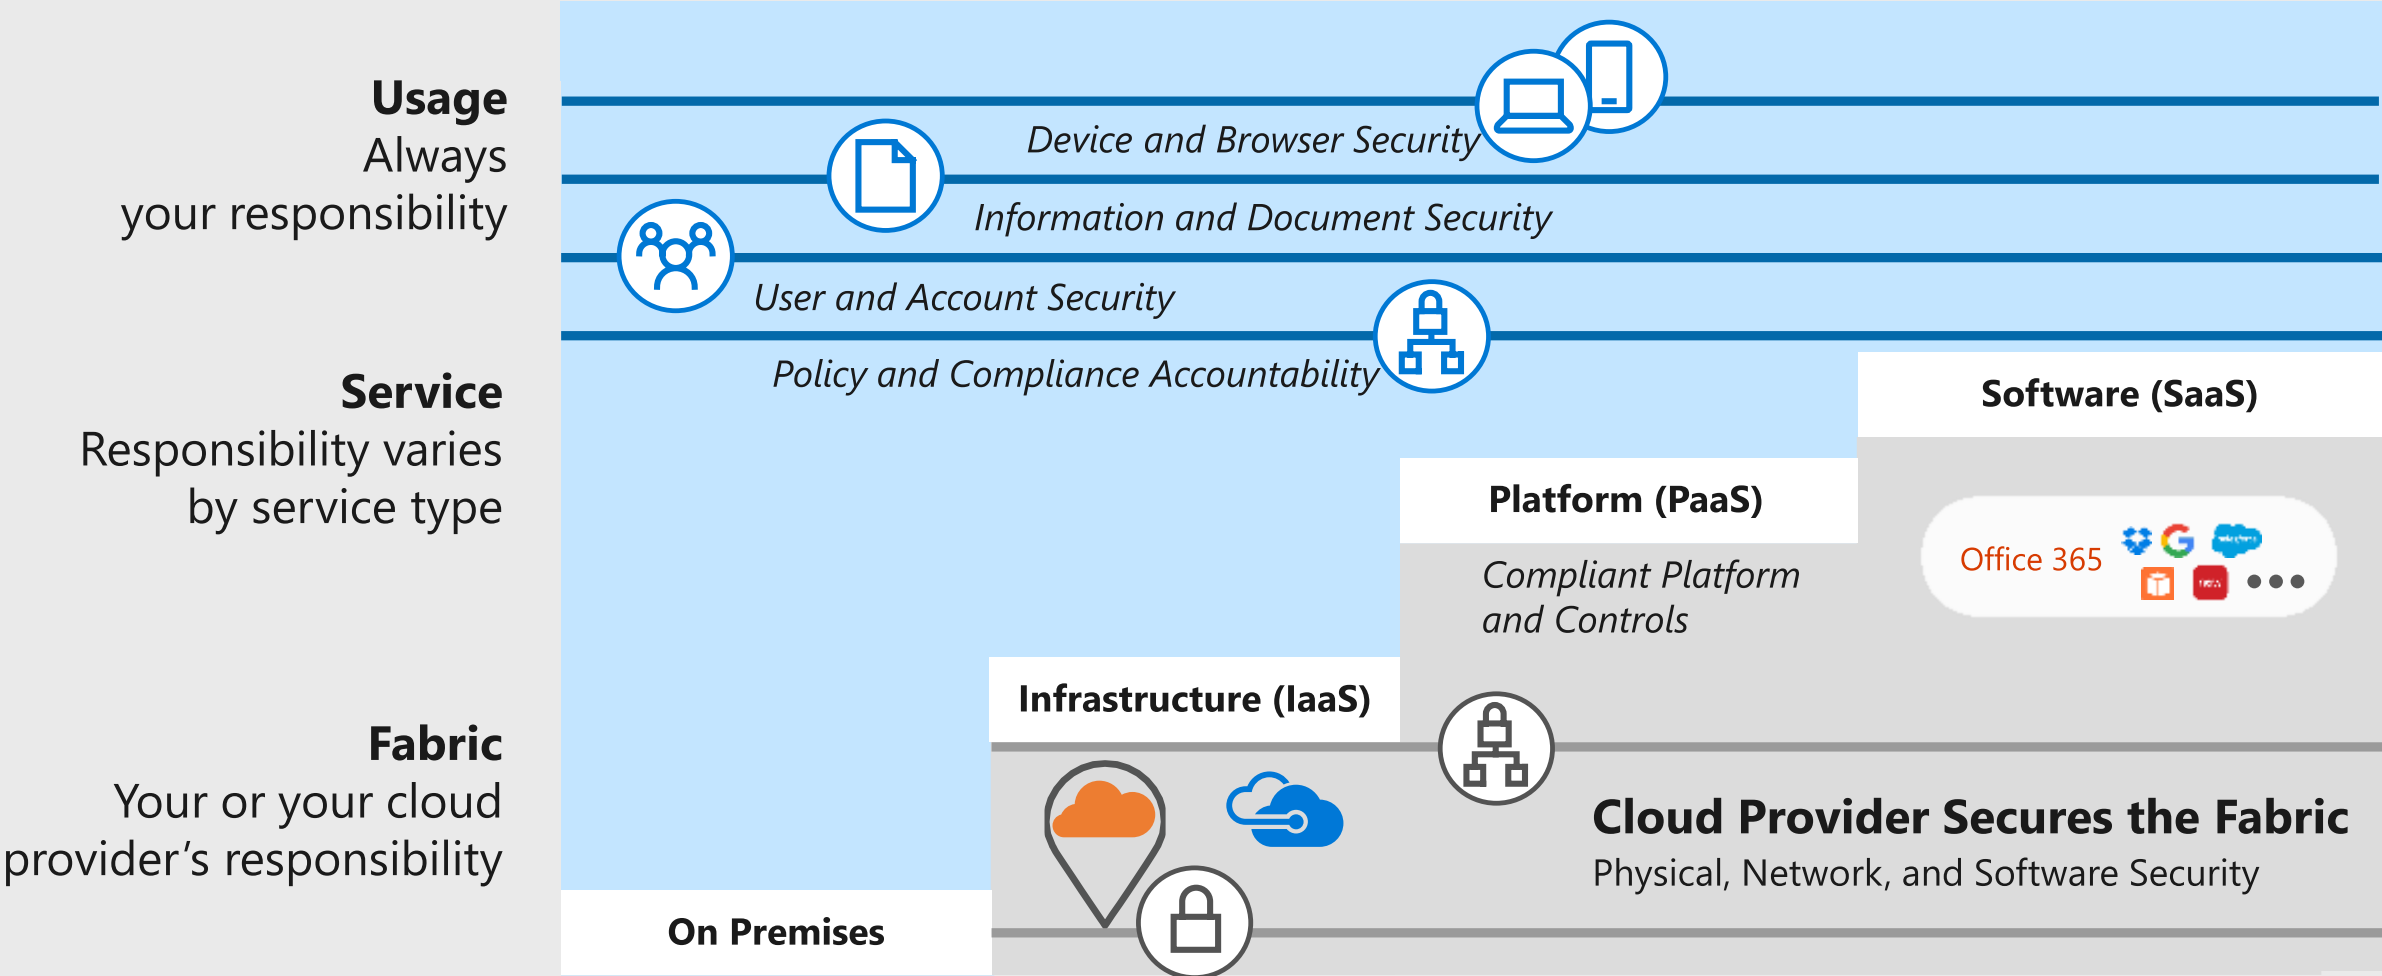 Usage
Always
your responsibility
Device and Browser Security
Information and Document Security
User and Account Security
Policy and Compliance Accountability
Service
Responsibility varies
by service type
Software (SaaS)
Platform (PaaS)
Compliant Platform
and Controls
Office 365
Infrastructure (IaaS)
Fabric
Your or your cloud
provider’s responsibility
Cloud Provider Secures the Fabric
Physical, Network, and Software Security
On Premises